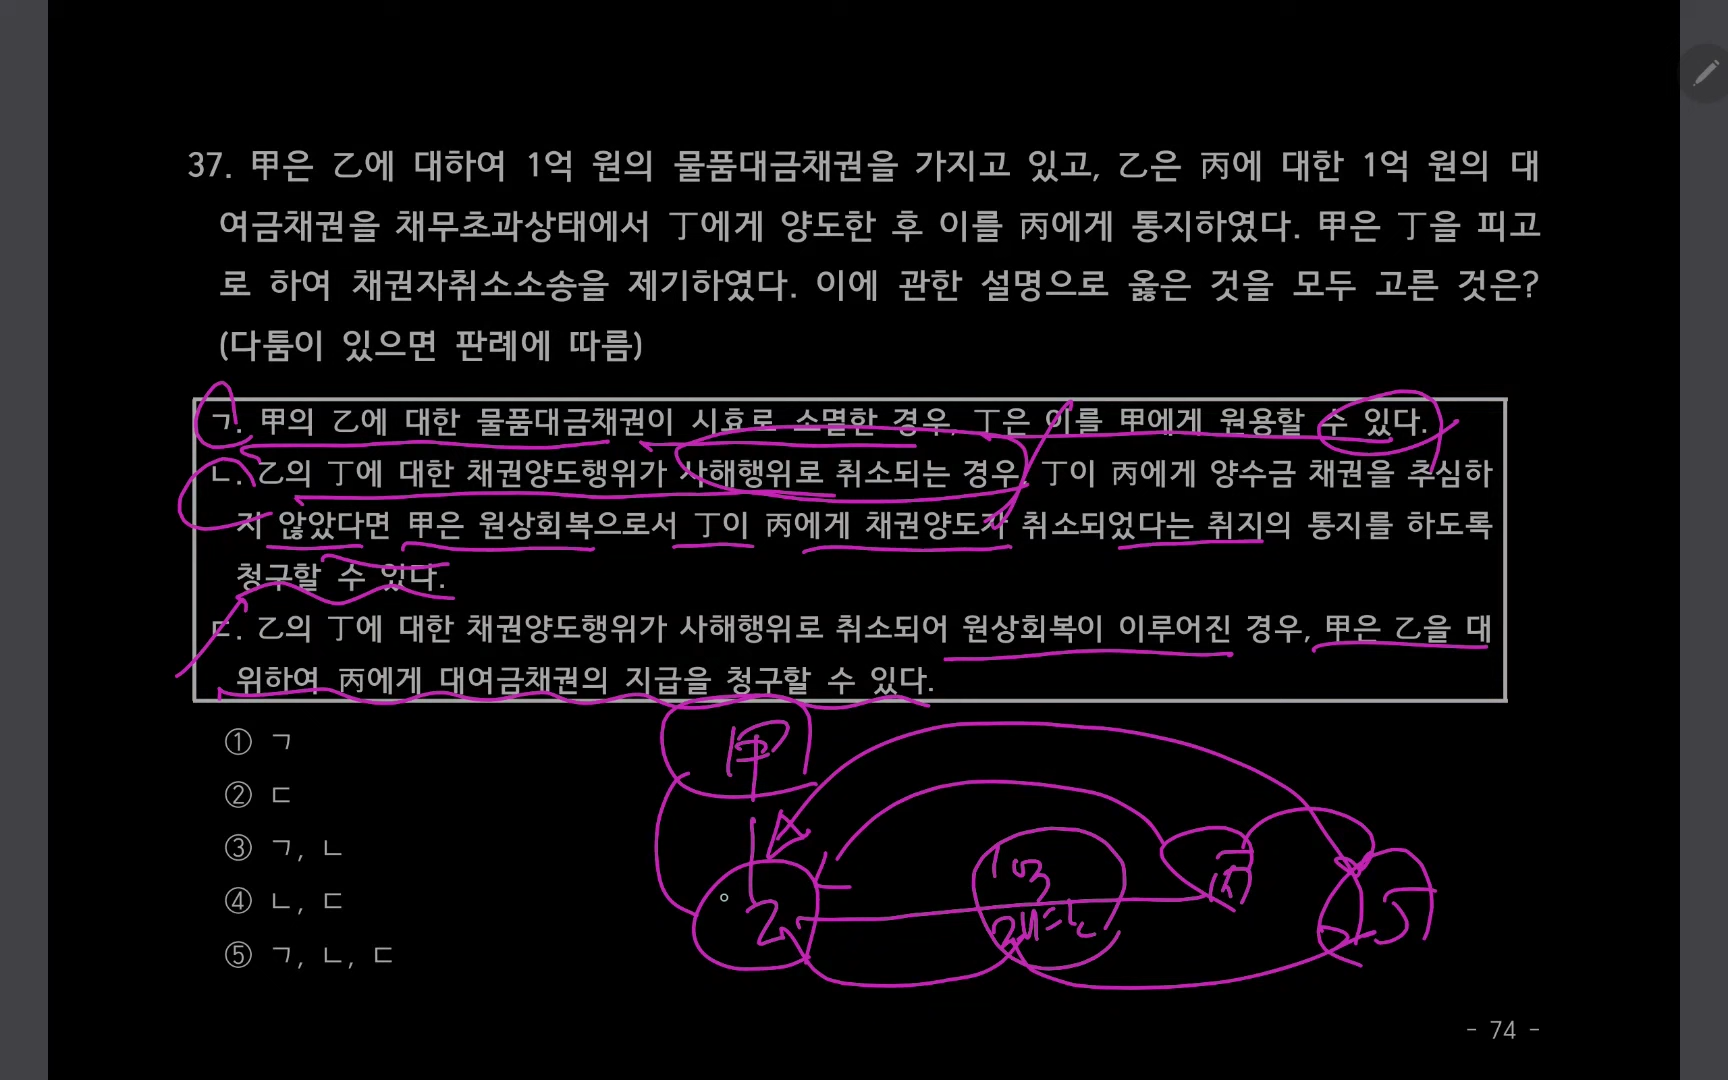 37. 甲은 乙에 대하여 1억 원의 물품대금채권을 가지고 있고, 乙은 丙에 대한 1억 원의 대
여금채권을 채무초과상태에서 丁에게 양도한 후 이를 丙에게 통지하였다. 甲은 丁을 피고
로 하여 채권자취소소송을 제기하였다. 이에 관한 설명으로 옳은 것을 모두 고른 것은?
(다툼이 있으면 판례에 따름)
ㄱ. 甲의 乙에 대한 물품대금채권이 시효로 소멸한 경우, 丁은 이를 甲에게 원용할 수 있다.
ㄴ. 乙의 丁에 대한 채권양도행위가 사해행위로 취소되는 경우, 丁이 丙에게 양수금 채권을 추심하
지 않았다면 甲은 원상회복으로서 丁이 丙에게 채권양도가 취소되었다는 취지의 통지를 하도록
청구할 수 있다.
ㄷ. 乙의 丁에 대한 채권양도행위가 사해행위로 취소되어 원상회복이 이루어진 경우, 甲은 乙을 대
위하여 丙에게 대여금채권의 지급을 청구할 수 있다.
① ㄱ
② ㄷ
③ ㄱ, ㄴ
④ ㄴ, ㄷ
⑤ ㄱ, ㄴ, ㄷ
甲
乙
1억
丙
- 74 -